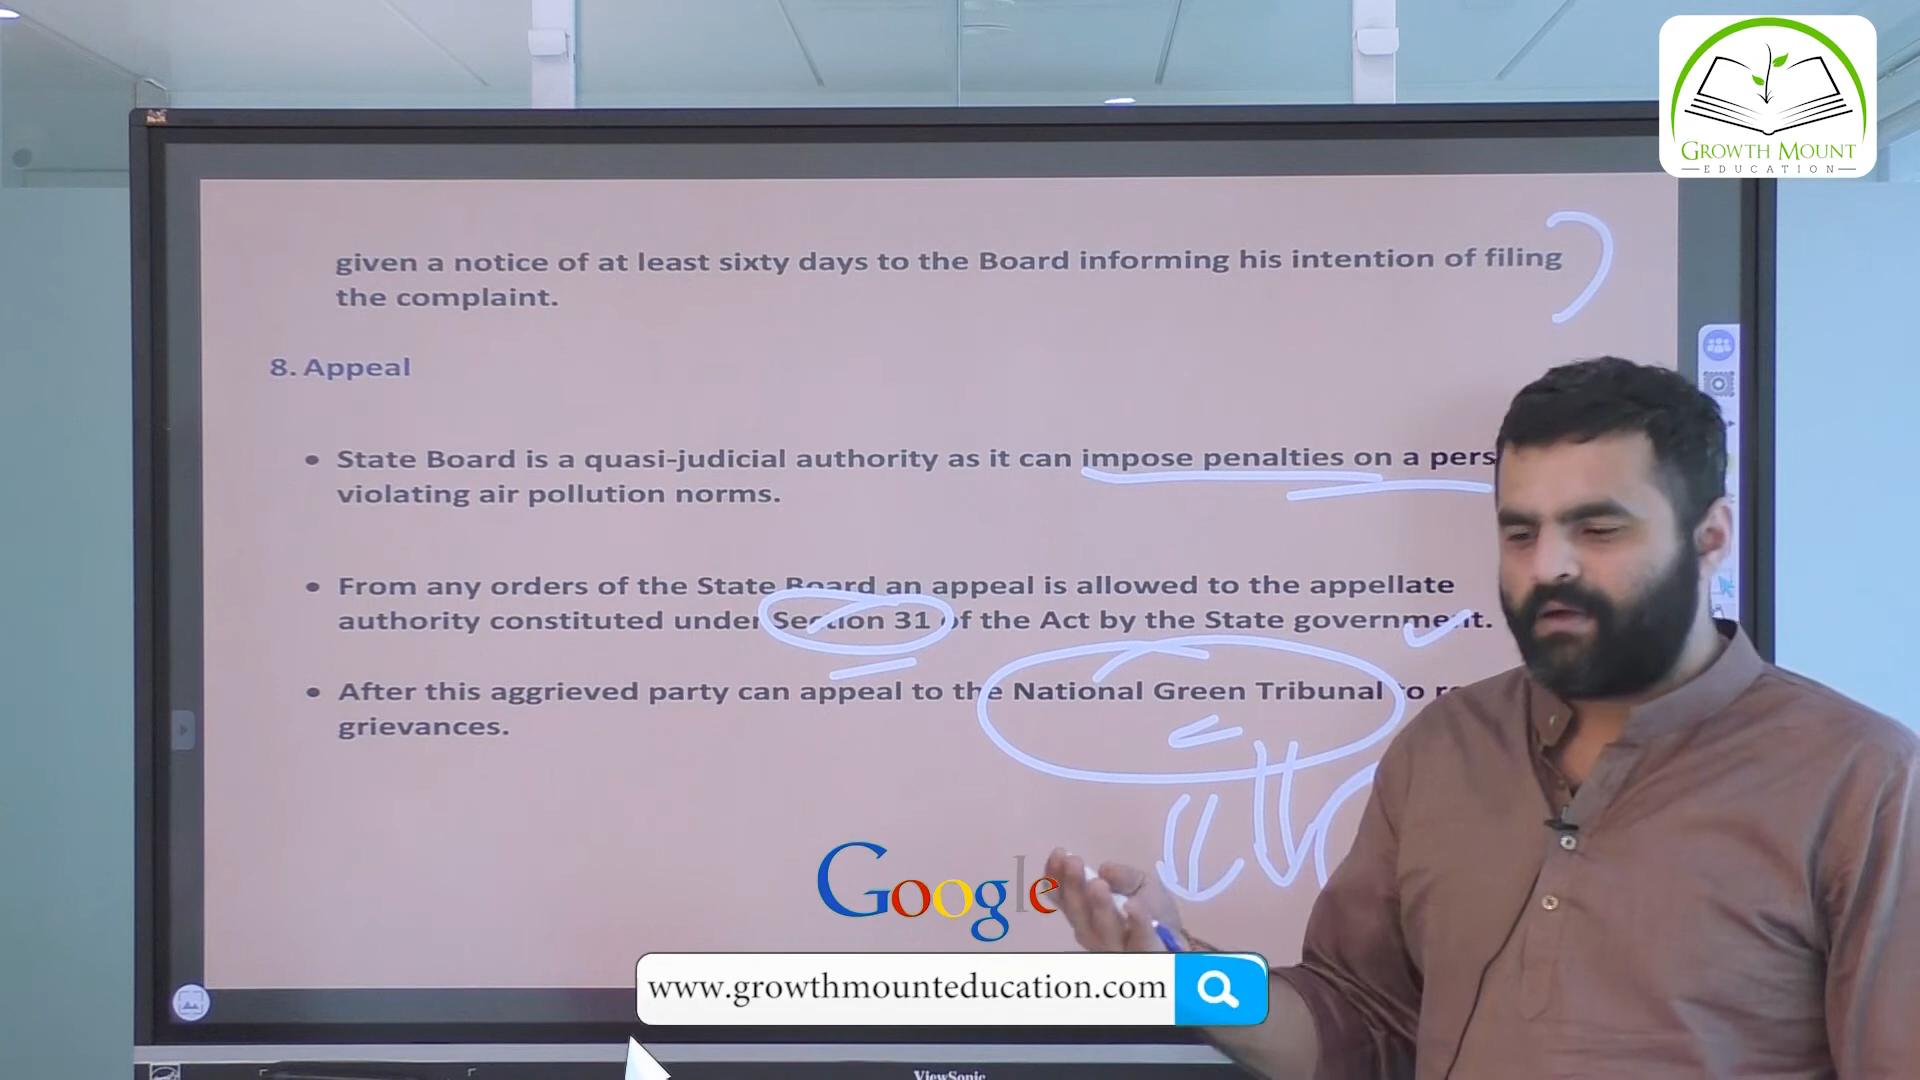 GROWTH MOUNT
EDUCATION
given a notice of at least sixty days to the Board informing his intention of filing
the complaint.
8. Appeal
• State Board is a quasi-judicial authority as it can impose penalties on a pers
violating air pollution norms.
• From any orders of the State Board an appeal is allowed to the appellate
authority constituted under Section 31 of the Act by the State government.
• After this aggrieved party can appeal to the National Green Tribunal to
grievances.
Google
www.growthmounteducation.com
ViewSonic